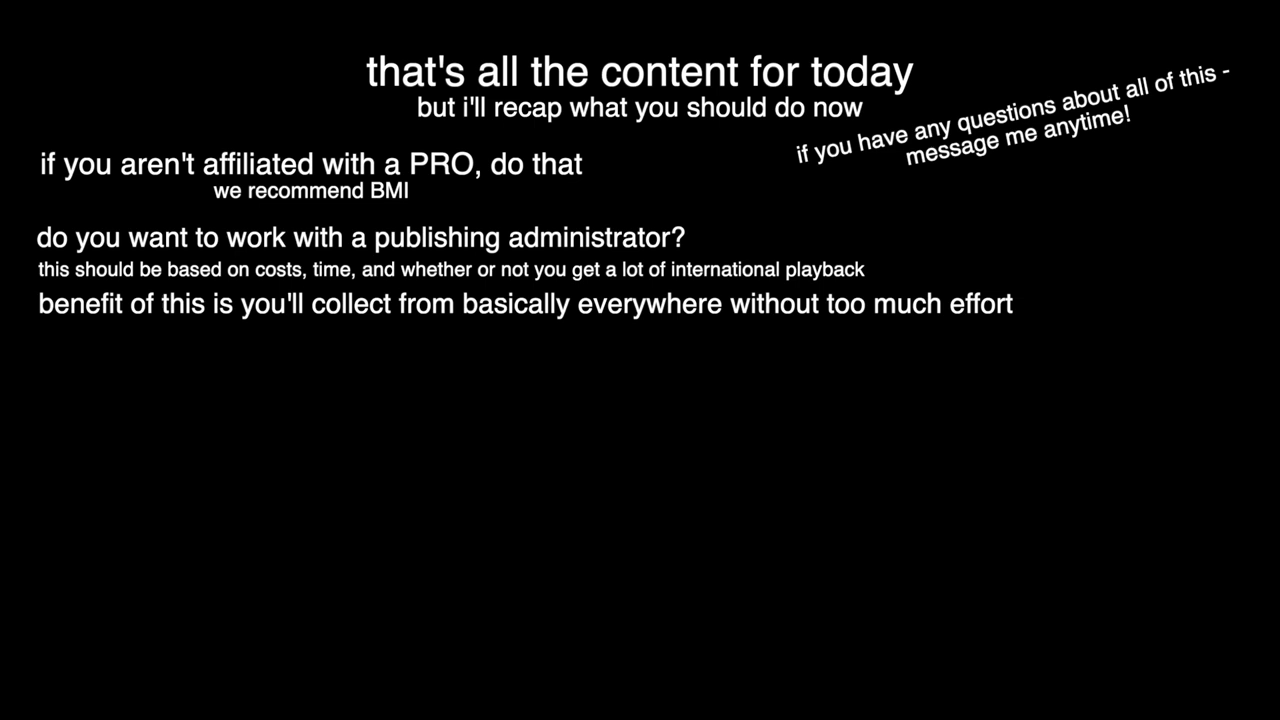 that's all the content for today
but i'll recap what you should do now
if you have any questions about all of this -
message me anytime!
if you aren't affiliated with a PRO, do that
we recommend BMI
do you want to work with a publishing administrator?
this should be based on costs, time, and whether or not you get a lot of international playback
benefit of this is you'll collect from basically everywhere without too much effort